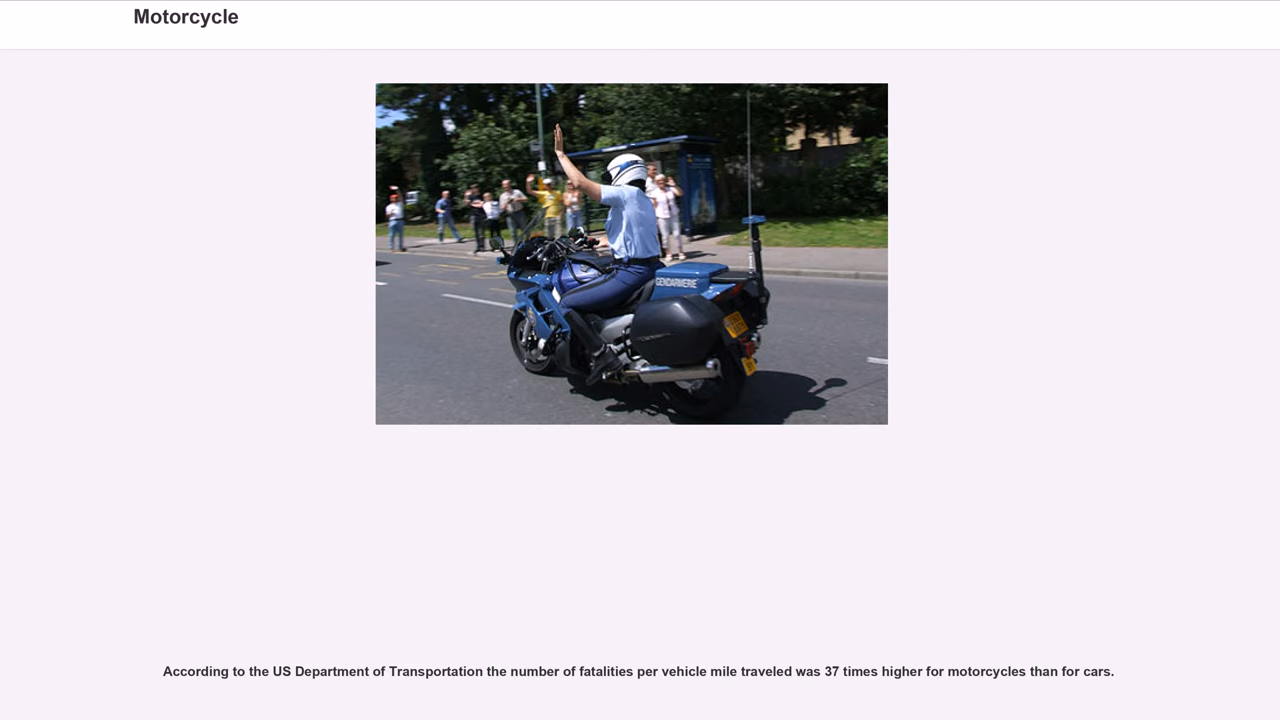 Motorcycle
GENDARMERIE
According to the US Department of Transportation the number of fatalities per vehicle mile traveled was 37 times higher for motorcycles than for cars.